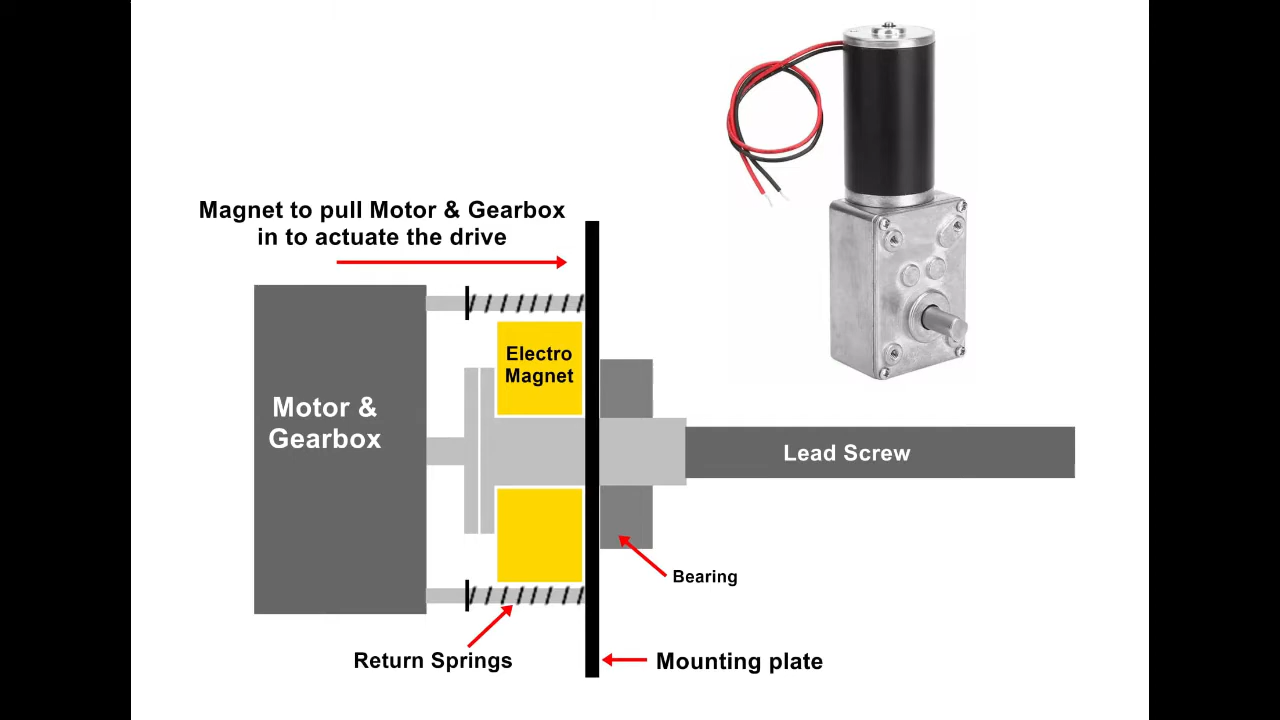 Magnet to pull Motor & Gearbox
in to actuate the drive
Electro
Magnet
Motor &
Gearbox
Lead Screw
Bearing
Return Springs
Mounting plate